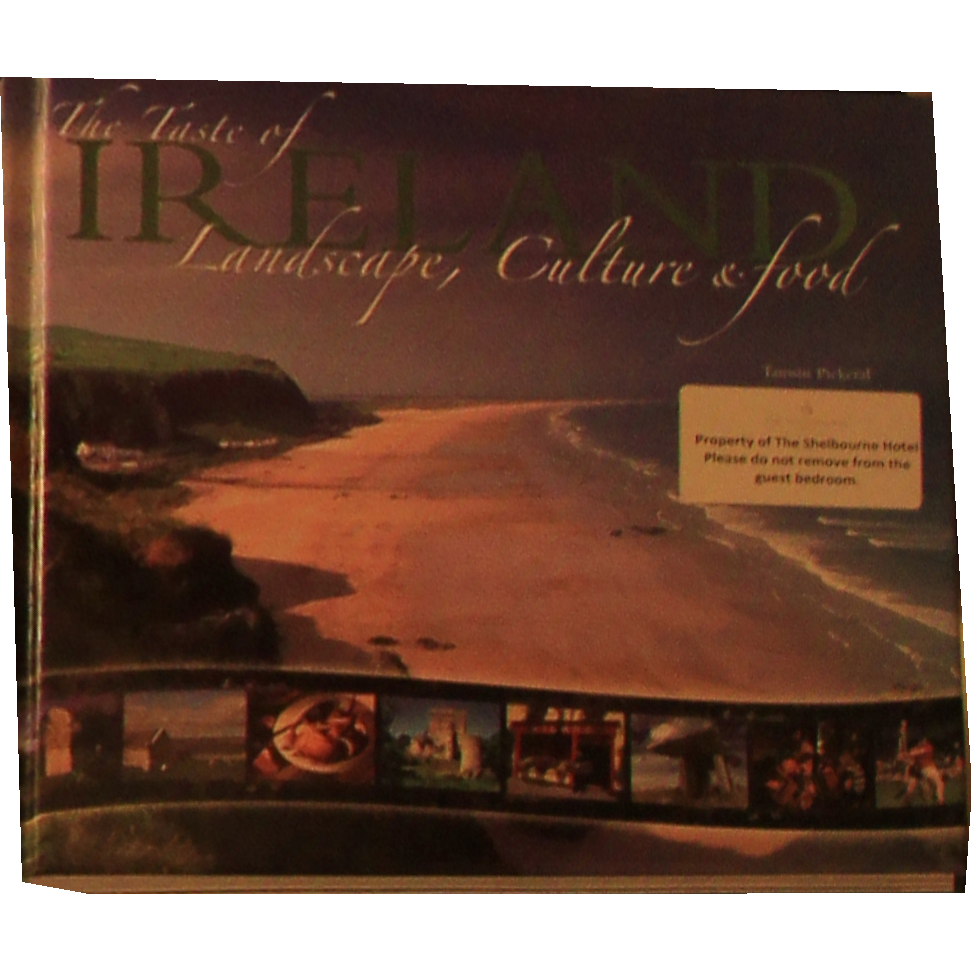 The Taste of
IRELAND
Landscape, Culture & food
Tamsin Pickeral
Property of The Shelbourne Hotel
Please do not remove from the
guest bedroom.